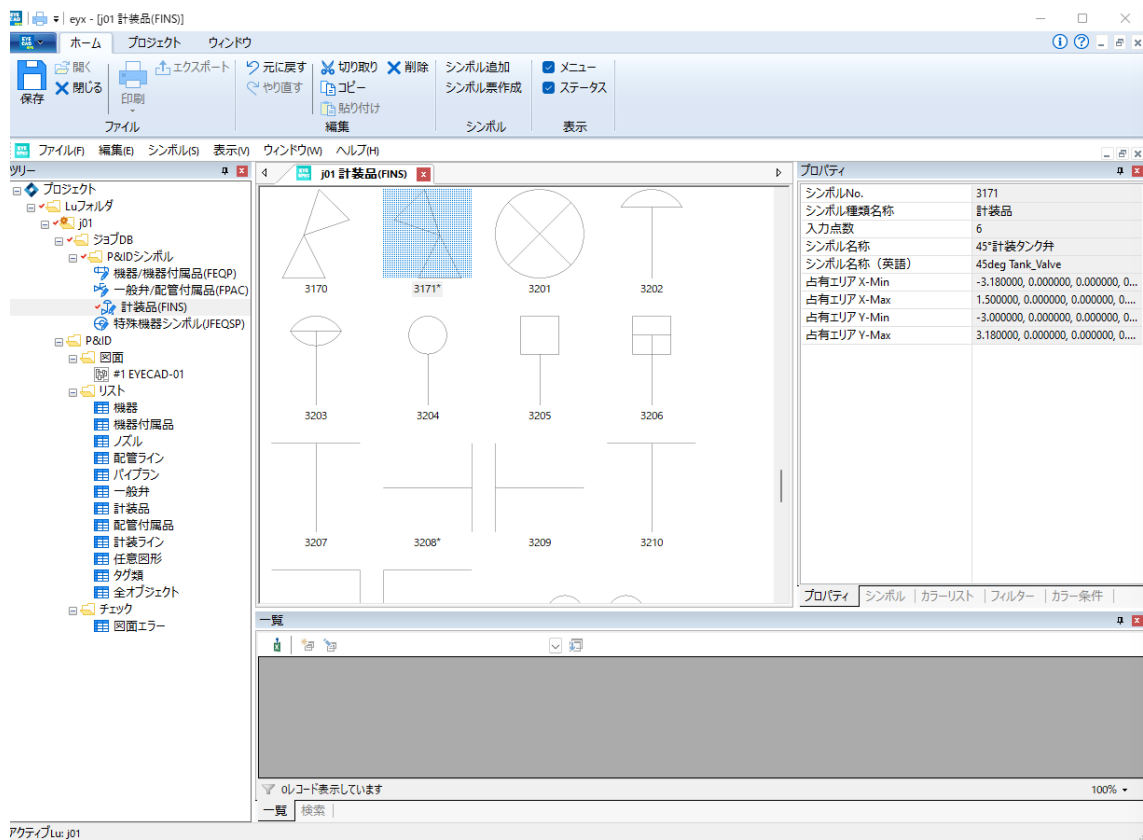 eyx - [j01 計装品(FINS)]
ホーム プロジェクト ウィンドウ
保存
開く
閉じる
印刷
エクスポート
ファイル
元に戻す
やり直す
切り取り
コピー
貼り付け
削除
編集
シンボル追加
シンボル票作成
シンボル
メニュー
ステータス
表示
ファイル(F) 編集(E) シンボル(S) 表示(V) ウィンドウ(W) ヘルプ(H)
ツリー
プロジェクト
Luフォルダ
j01
ジョブDB
P&IDシンボル
機器/機器付属品(FEQP)
一般弁/配管付属品(FPAC)
計装品(FINS)
特殊機器シンボル(JFEQSP)
P&ID
図面
#1 EYECAD-01
リスト
機器
機器付属品
ノズル
配管ライン
パイプラン
一般弁
計装品
配管付属品
計装ライン
任意図形
タグ類
全オブジェクト
チェック
図面エラー
j01 計装品(FINS)
3170 3171* 3201 3202
3203 3204 3205 3206
3207 3208* 3209 3210
プロパティ
シンボルNo. 3171
シンボル種類名称 計装品
入力点数 6
シンボル名称 45°計装タンク弁
シンボル名称（英語） 45deg Tank_Valve
占有エリア X-Min -3.180000, 0.000000, 0.000000, 0...
占有エリア X-Max 1.500000, 0.000000, 0.000000, 0....
占有エリア Y-Min -3.000000, 0.000000, 0.000000, 0...
占有エリア Y-Max 3.180000, 0.000000, 0.000000, 0....
プロパティ シンボル カラーリスト フィルター カラー条件
一覧
0レコード表示しています 100%
一覧 検索
アクティブLu: j01